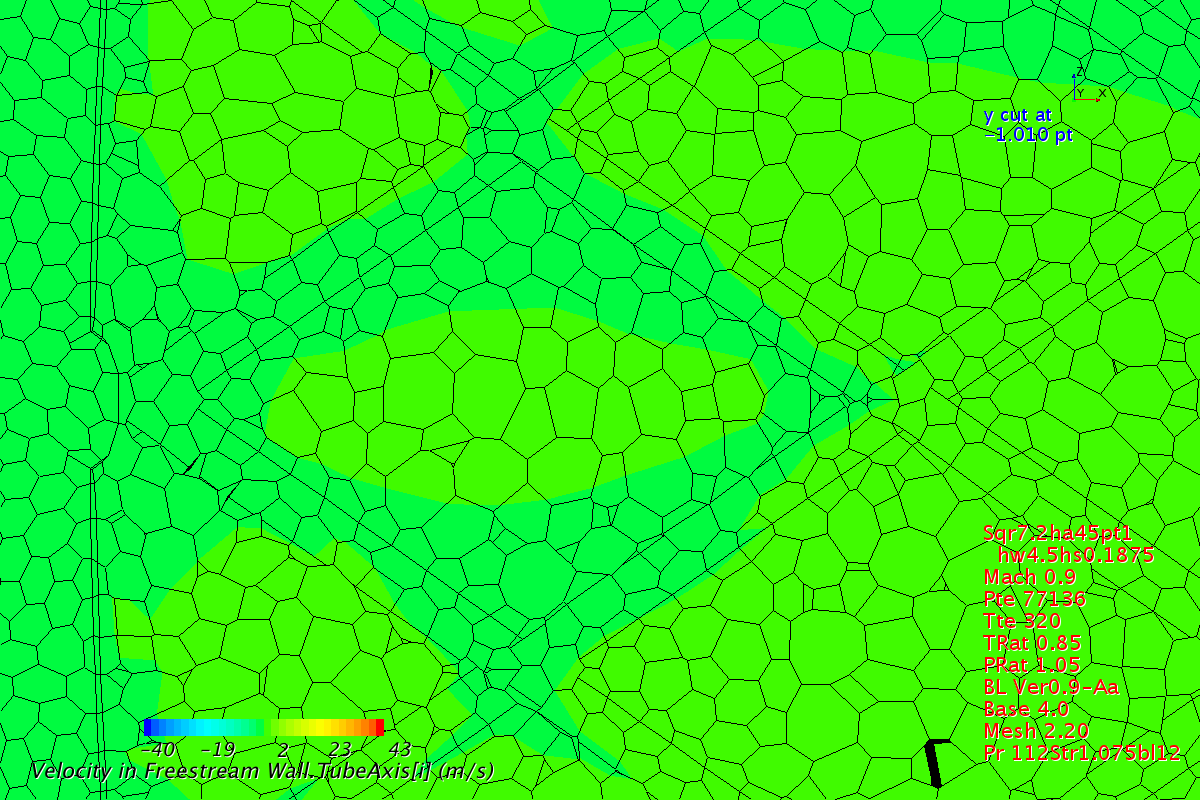 Z
Y X
y cut at
-1.010 pt
Sqr7.2ha45pt1
hw4.5hs0.1875
Mach 0.9
Pte 77136
Tte 320
TRat 0.85
PRat 1.05
BL Ver0.9-Aa
Base 4.0
Mesh 2.20
Pr 112Str1.075bl12
-40 -19 2 23 43
Velocity in Freestream Wall.TubeAxis[i] (m/s)